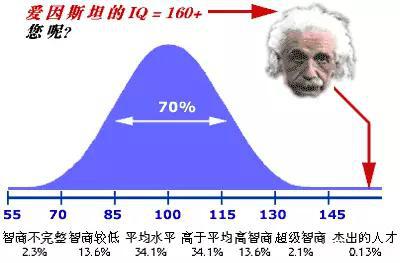 爱因斯坦的IQ = 160+
您呢?
70%
55 70 85 100 115 130 145
智商不完整 智商较低 平均水平 高于平均 高智商 超级智商 杰出的人才
2.3% 13.6% 34.1% 34.1% 13.6% 2.1% 0.13%